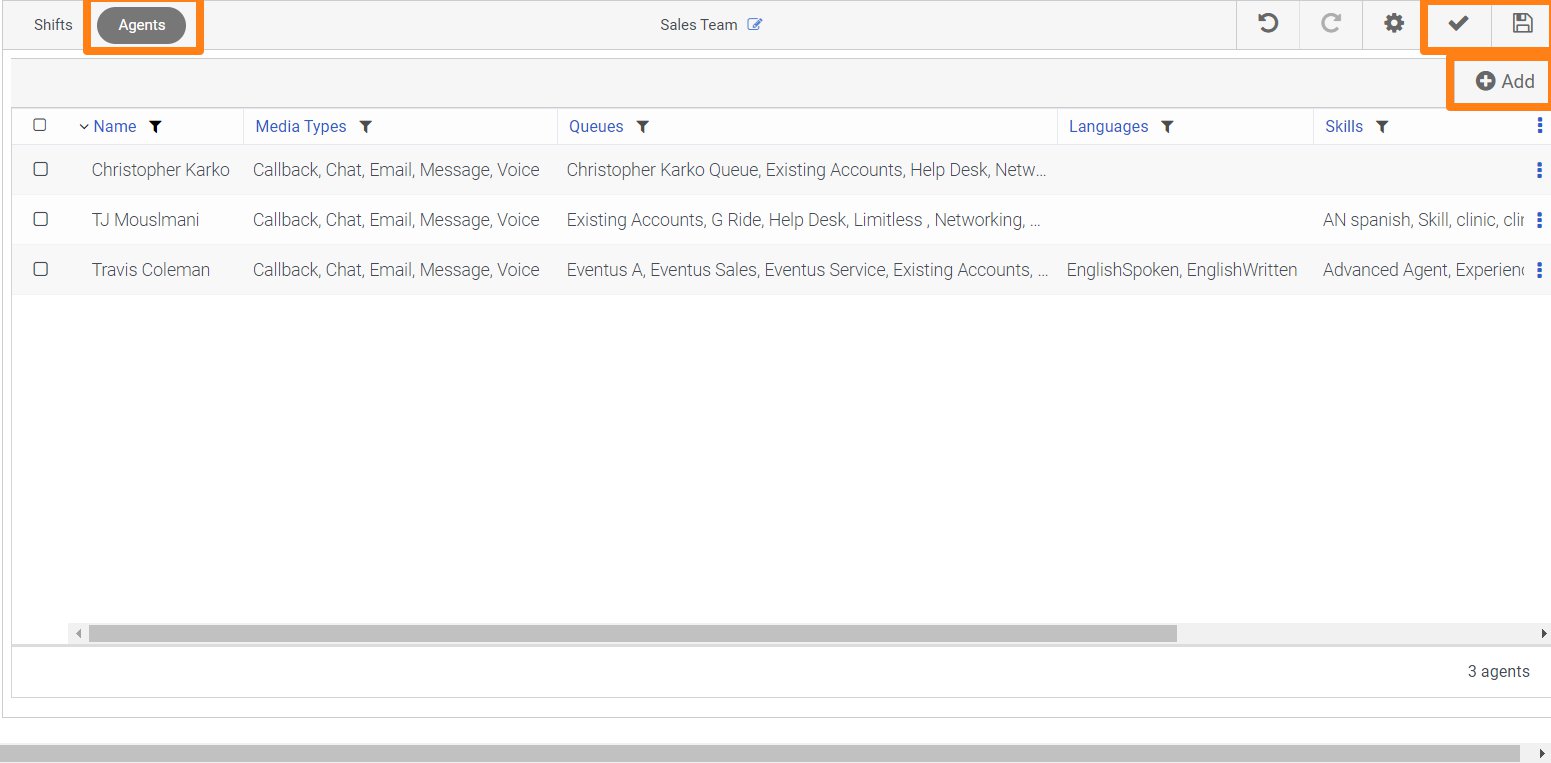 Shifts Agents Sales Team
Add
Name Media Types Queues Languages Skills
Christopher Karko Callback, Chat, Email, Message, Voice Christopher Karko Queue, Existing Accounts, Help Desk, Netw...
TJ Mouslmani Callback, Chat, Email, Message, Voice Existing Accounts, G Ride, Help Desk, Limitless , Networking, ... AN spanish, Skill, clinic, clin
Travis Coleman Callback, Chat, Email, Message, Voice Eventus A, Eventus Sales, Eventus Service, Existing Accounts, ... EnglishSpoken, EnglishWritten Advanced Agent, Experienc
3 agents